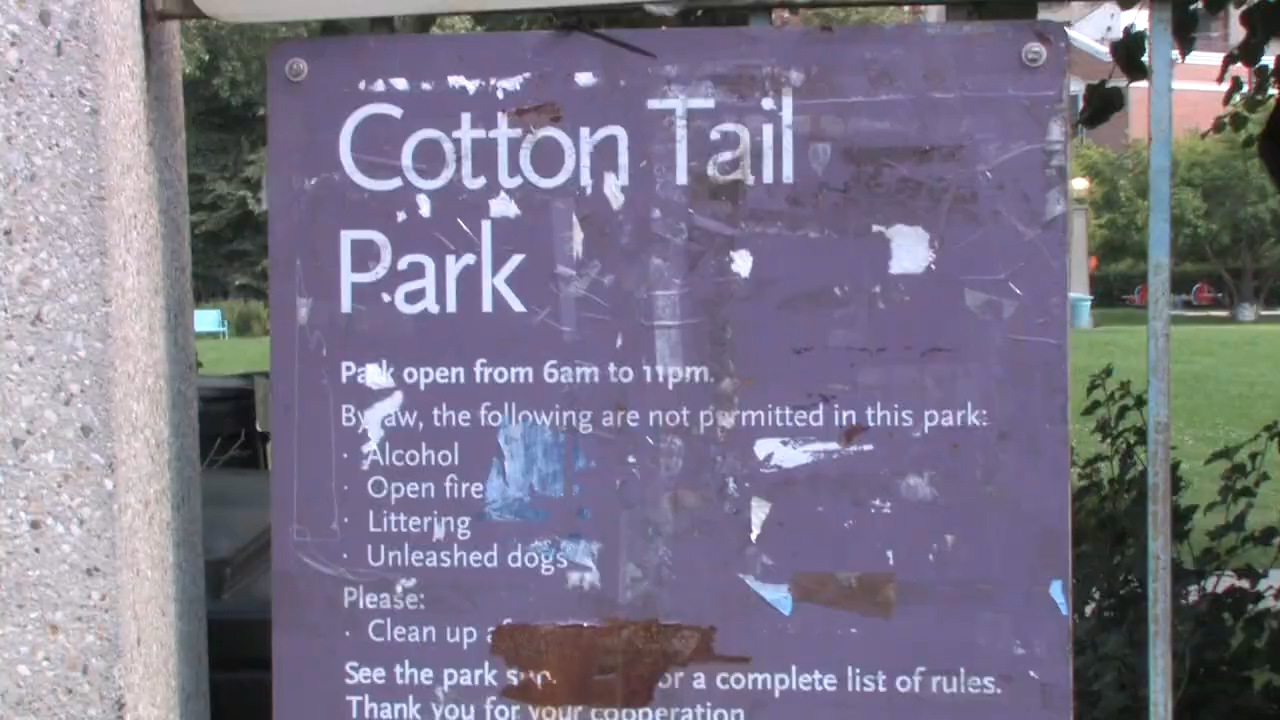 Cotton Tail
Park
Park open from 6am to 11pm.
By law, the following are not permitted in this park:
· Alcohol
· Open fire
· Littering
· Unleashed dogs
Please:
· Clean up
See the park for a complete list of rules.
Thank you for your cooperation